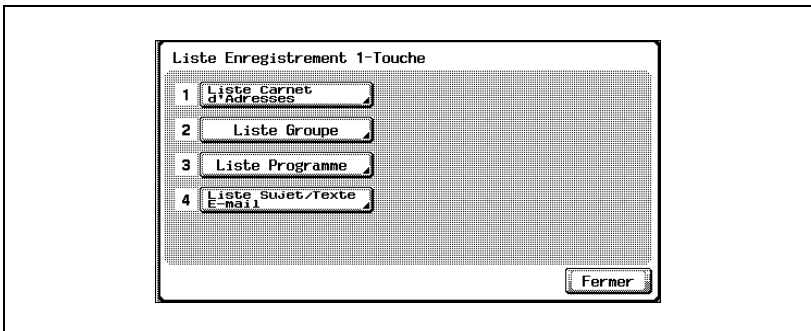 Liste Enregistrement 1-Touche
1 Liste Carnet
d'Adresses
2 Liste Groupe
3 Liste Programme
4 Liste Sujet/Texte
E-mail
Fermer